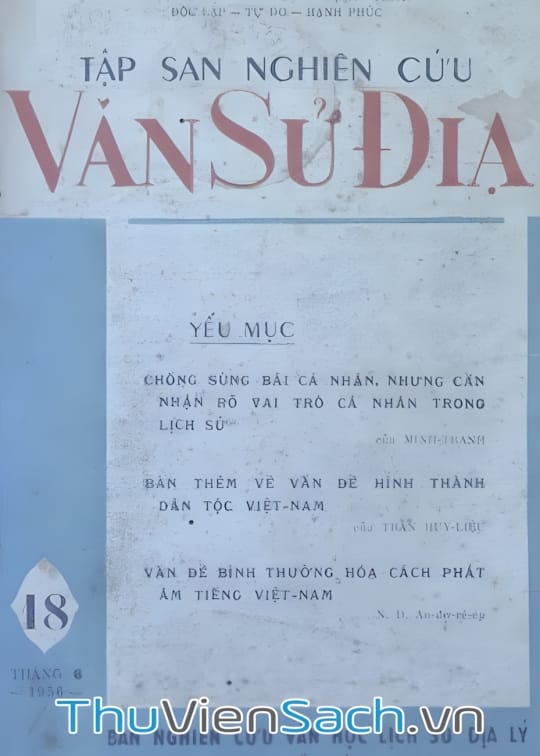 ĐỘC LẬP — TỰ DO — HẠNH PHÚC
TẬP SAN NGHIÊN CỨU
VĂN SỬ ĐỊA
YẾU MỤC
CHỐNG SÙNG BÁI CÁ NHÂN, NHƯNG CẦN
NHẬN RÕ VAI TRÒ CÁ NHÂN TRONG
LỊCH SỬ
của MINH-TRANH
BÀN THÊM VỀ VẤN ĐỀ HÌNH THÀNH
DÂN TỘC VIỆT-NAM
của TRẦN HUY-LIỆU
VẤN ĐỀ BÌNH THƯỜNG HÓA CÁCH PHÁT
ÂM TIẾNG VIỆT-NAM
N. D. An-đơ-rê-ép
18
THÁNG 6
— 1956 —
ThuVienSach.vn
BAN NGHIÊN CỨU VĂN HỌC LỊCH SỬ ĐỊA LÝ